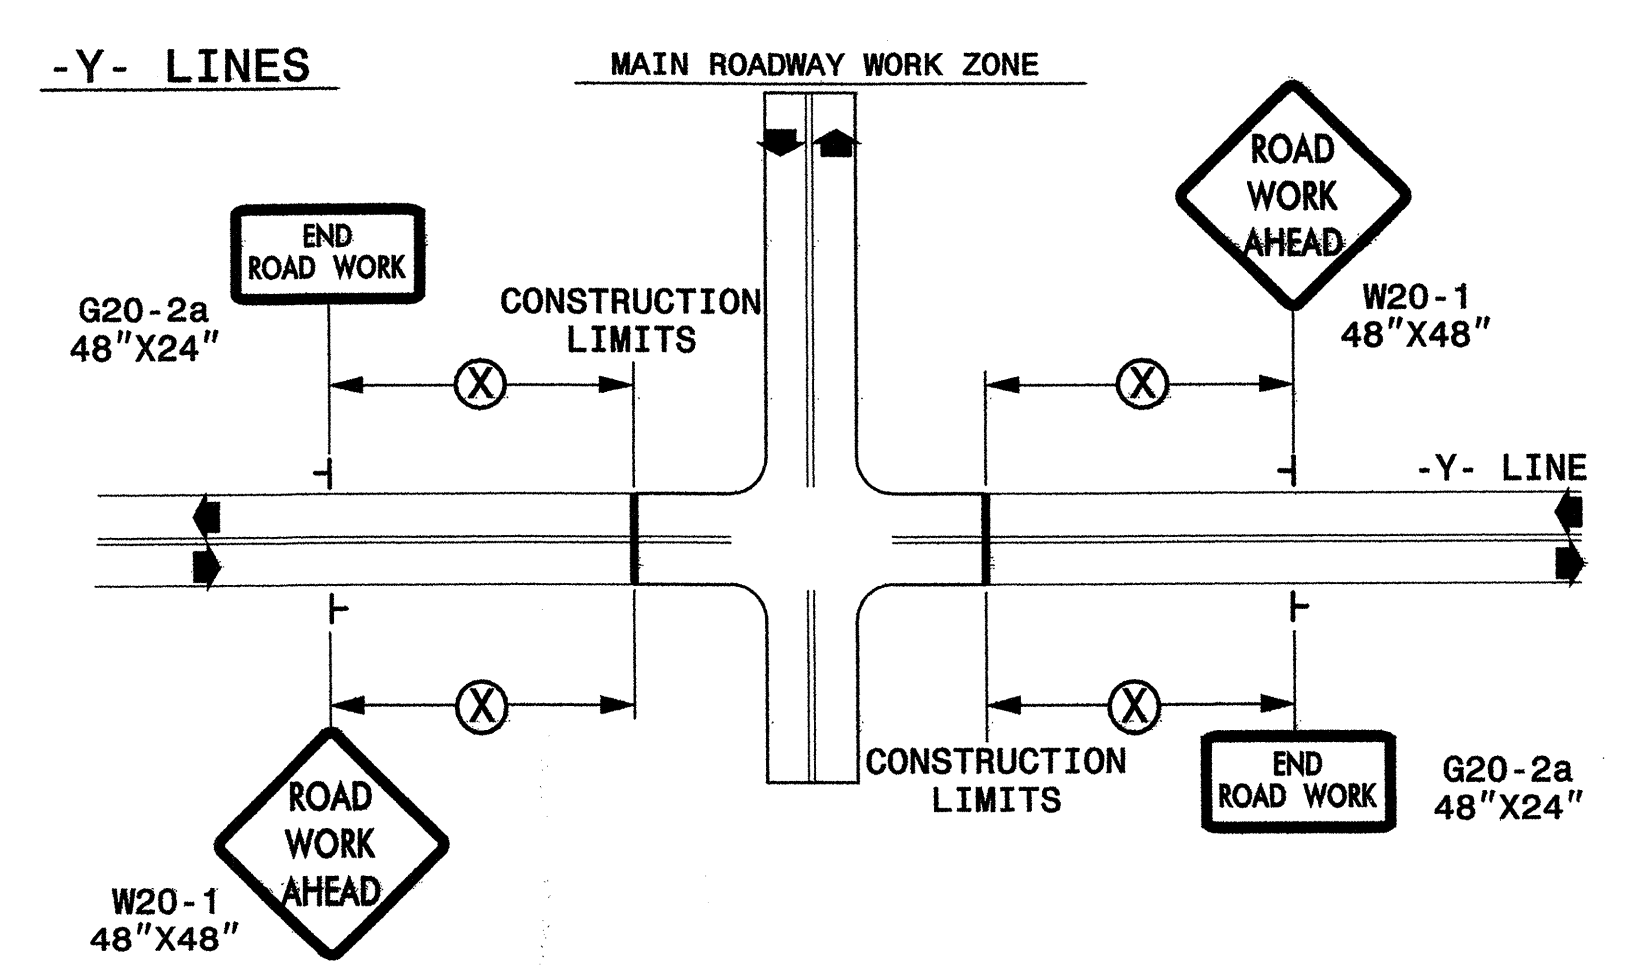 -Y- LINES
MAIN ROADWAY WORK ZONE
ROAD
WORK
AHEAD
END
ROAD WORK
G20-2a
48"X24"
CONSTRUCTION
LIMITS
W20-1
48"X48"
X
X
-Y- LINE
X
X
CONSTRUCTION
LIMITS
END
ROAD WORK
G20-2a
48"X24"
ROAD
WORK
AHEAD
W20-1
48"X48"